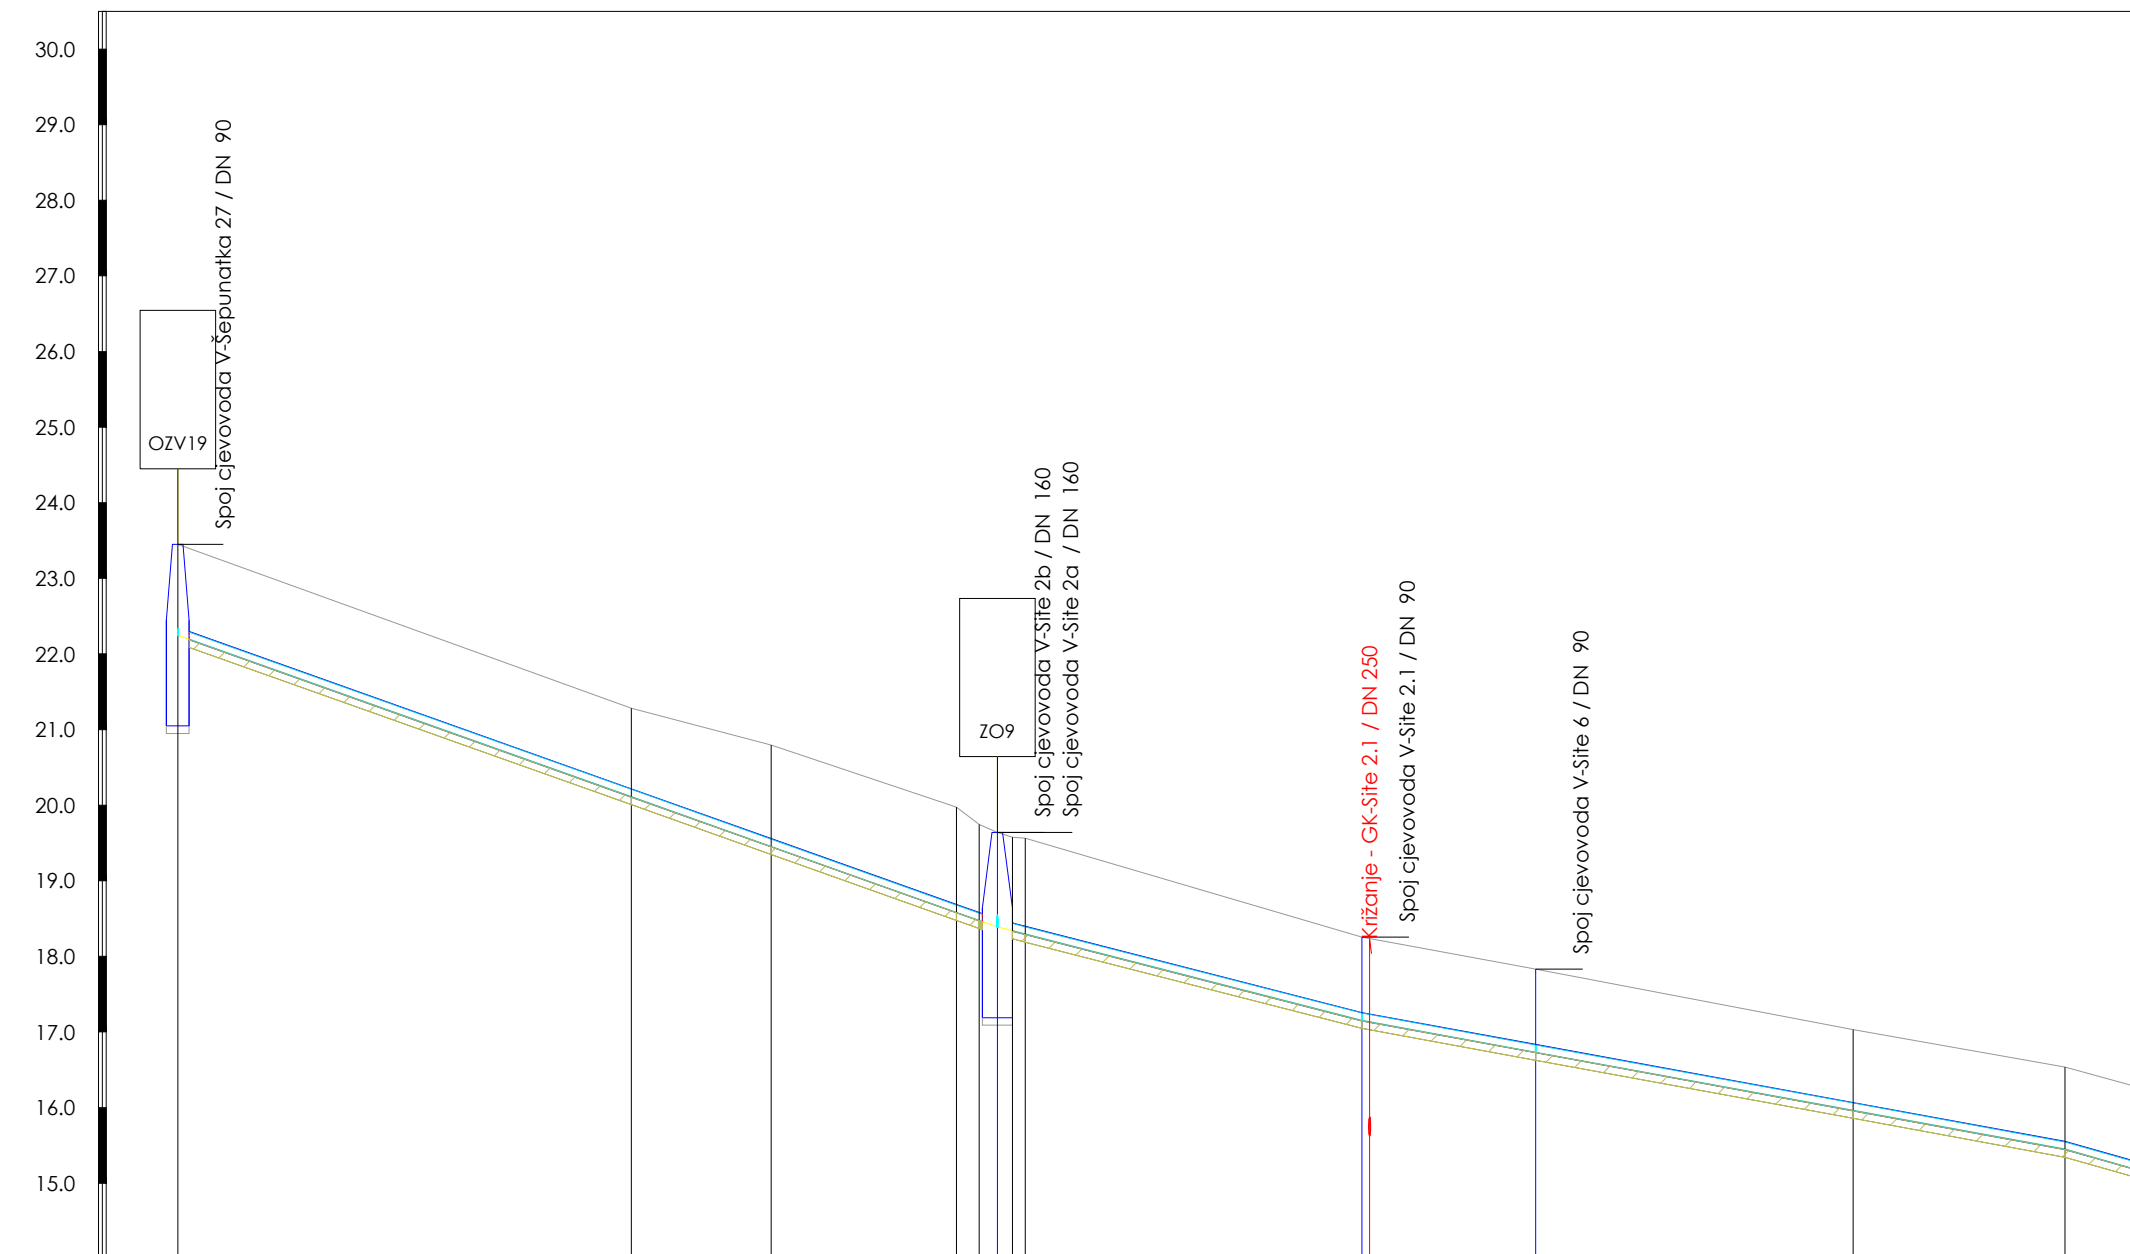 30.0
29.0
28.0
27.0
26.0
25.0
24.0
23.0
22.0
21.0
20.0
19.0
18.0
17.0
16.0
15.0
OZV19
Spoj cjevovoda V-Šepunatka 27 / DN 90
ZO9
Spoj cjevovoda V-Site 2b / DN 160
Spoj cjevovoda V-Site 2a / DN 160
Križanje - GK-Site 2.1 / DN 250
Spoj cjevovoda V-Site 2.1 / DN 90
Spoj cjevovoda V-Site 6 / DN 90